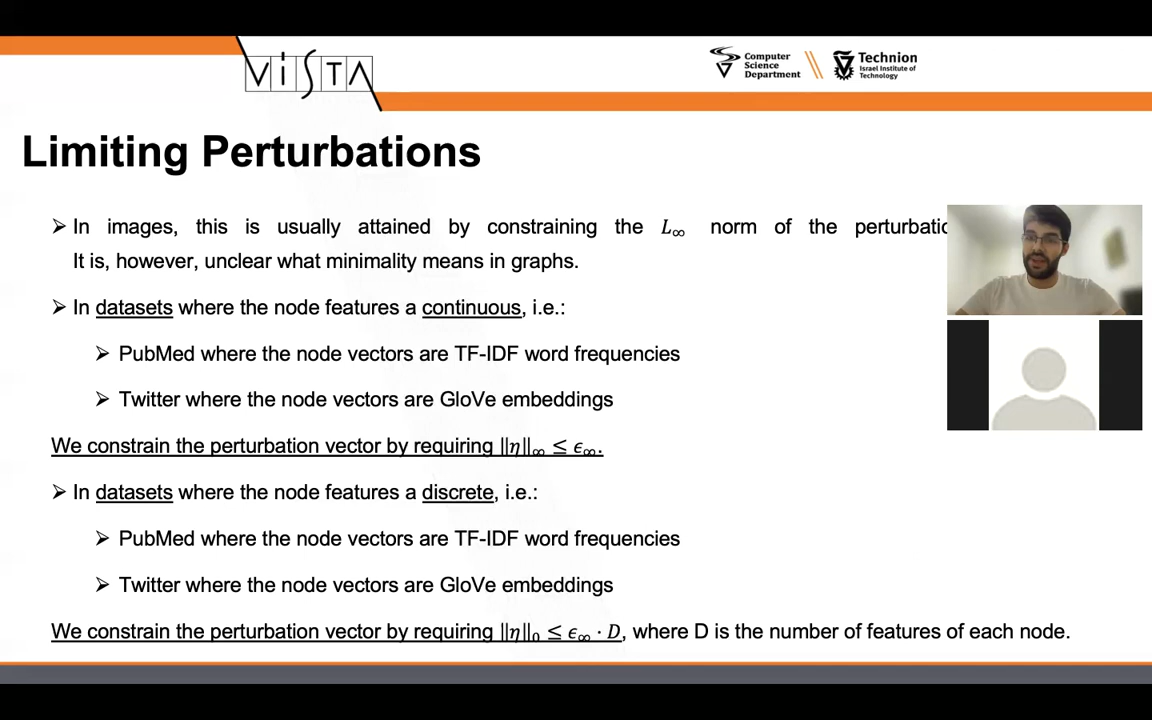 ViSTA
Computer
Science
Department
Technion
Israel Institute of
Technology
Limiting Perturbations
➢ In images, this is usually attained by constraining the L∞ norm of the
It is, however, unclear what minimality means in graphs.
➢ In datasets where the node features a continuous, i.e.:
➢ PubMed where the node vectors are TF-IDF word frequencies
➢ Twitter where the node vectors are GloVe embeddings
We constrain the perturbation vector by requiring ‖η‖∞ ≤ ϵ∞.
➢ In datasets where the node features a discrete, i.e.:
➢ PubMed where the node vectors are TF-IDF word frequencies
➢ Twitter where the node vectors are GloVe embeddings
We constrain the perturbation vector by requiring ‖η‖₀ ≤ ϵ∞ · D, where D is the number of features of each node.